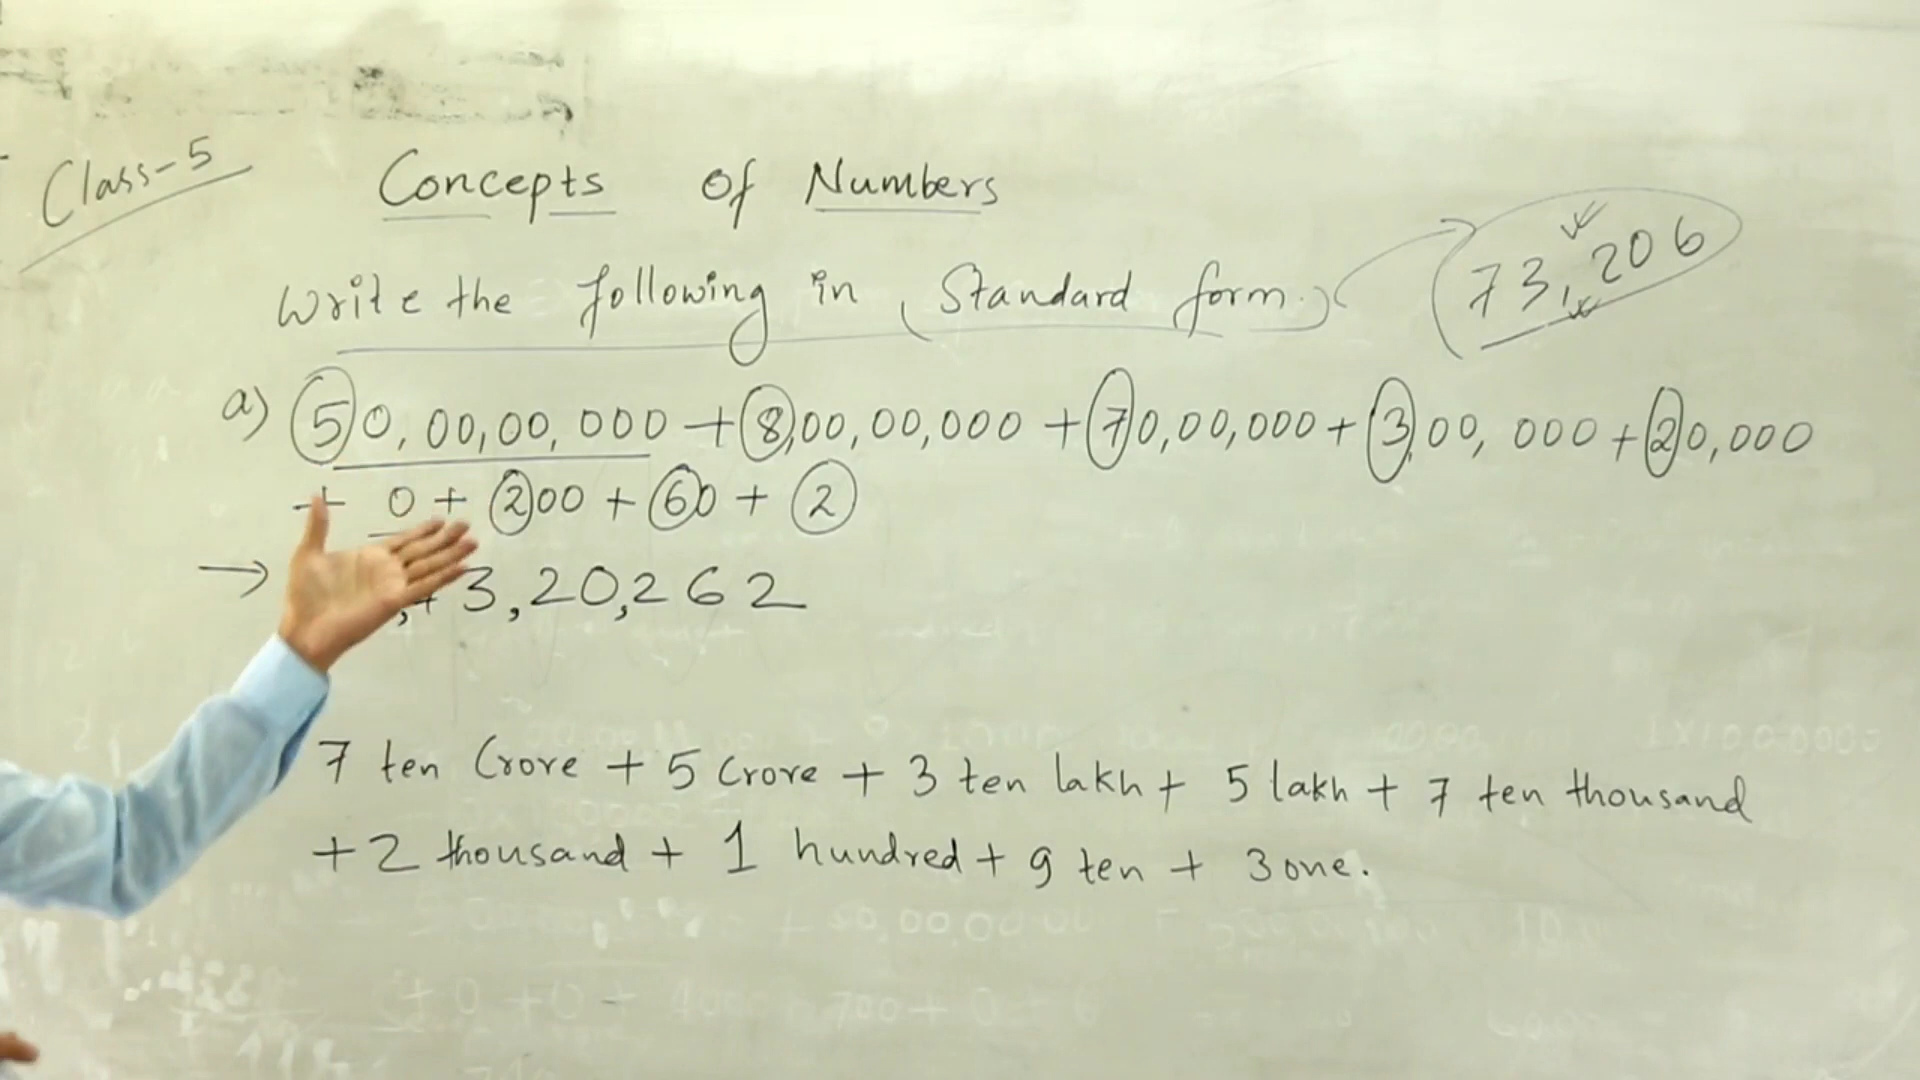 Class-5
Concepts of Numbers
Write the following in (Standard form.)
73,206
a) 50,00,00,000 + 8,00,00,000 + 70,00,000 + 3,00,000 + 20,000
+ 0 + 200 + 60 + 2
→ ,73,20,262
7 ten Crore + 5 Crore + 3 ten lakh + 5 lakh + 7 ten thousand
+ 2 thousand + 1 hundred + 9 ten + 3 one.